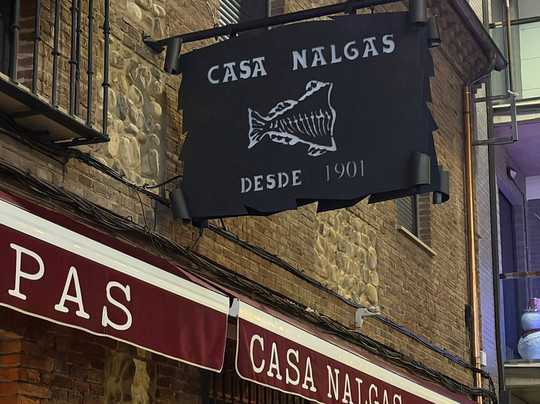 CASA NALGAS
DESDE 1901
PAS
CASA NALGAS